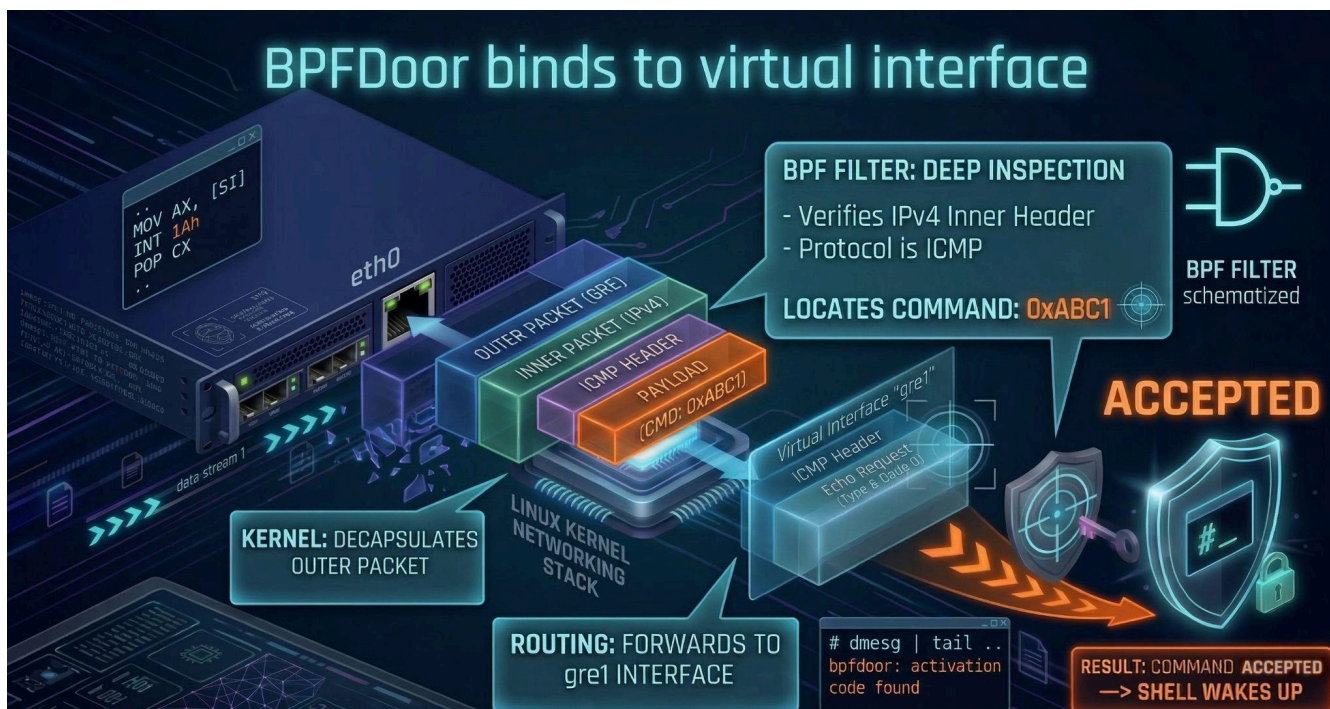 BPFDoor binds to virtual interface
..
MOV AX, [SI]
INT 1Ah
POP CX
..
eth0
data stream 1
OUTER PACKET (GRE)
INNER PACKET (IPv4)
ICMP HEADER
PAYLOAD
(CMD: 0xABC1)
BPF FILTER: DEEP INSPECTION
- Verifies IPv4 Inner Header
- Protocol is ICMP
LOCATES COMMAND: 0xABC1
BPF FILTER
schematized
ACCEPTED
Virtual Interface "gre1"
ICMP Header
Echo Request
KERNEL: DECAPSULATES
OUTER PACKET
LINUX KERNEL
NETWORKING
STACK
ROUTING: FORWARDS TO
gre1 INTERFACE
# dmesg | tail ..
bpfdoor: activation
code found
#_
RESULT: COMMAND ACCEPTED
—> SHELL WAKES UP